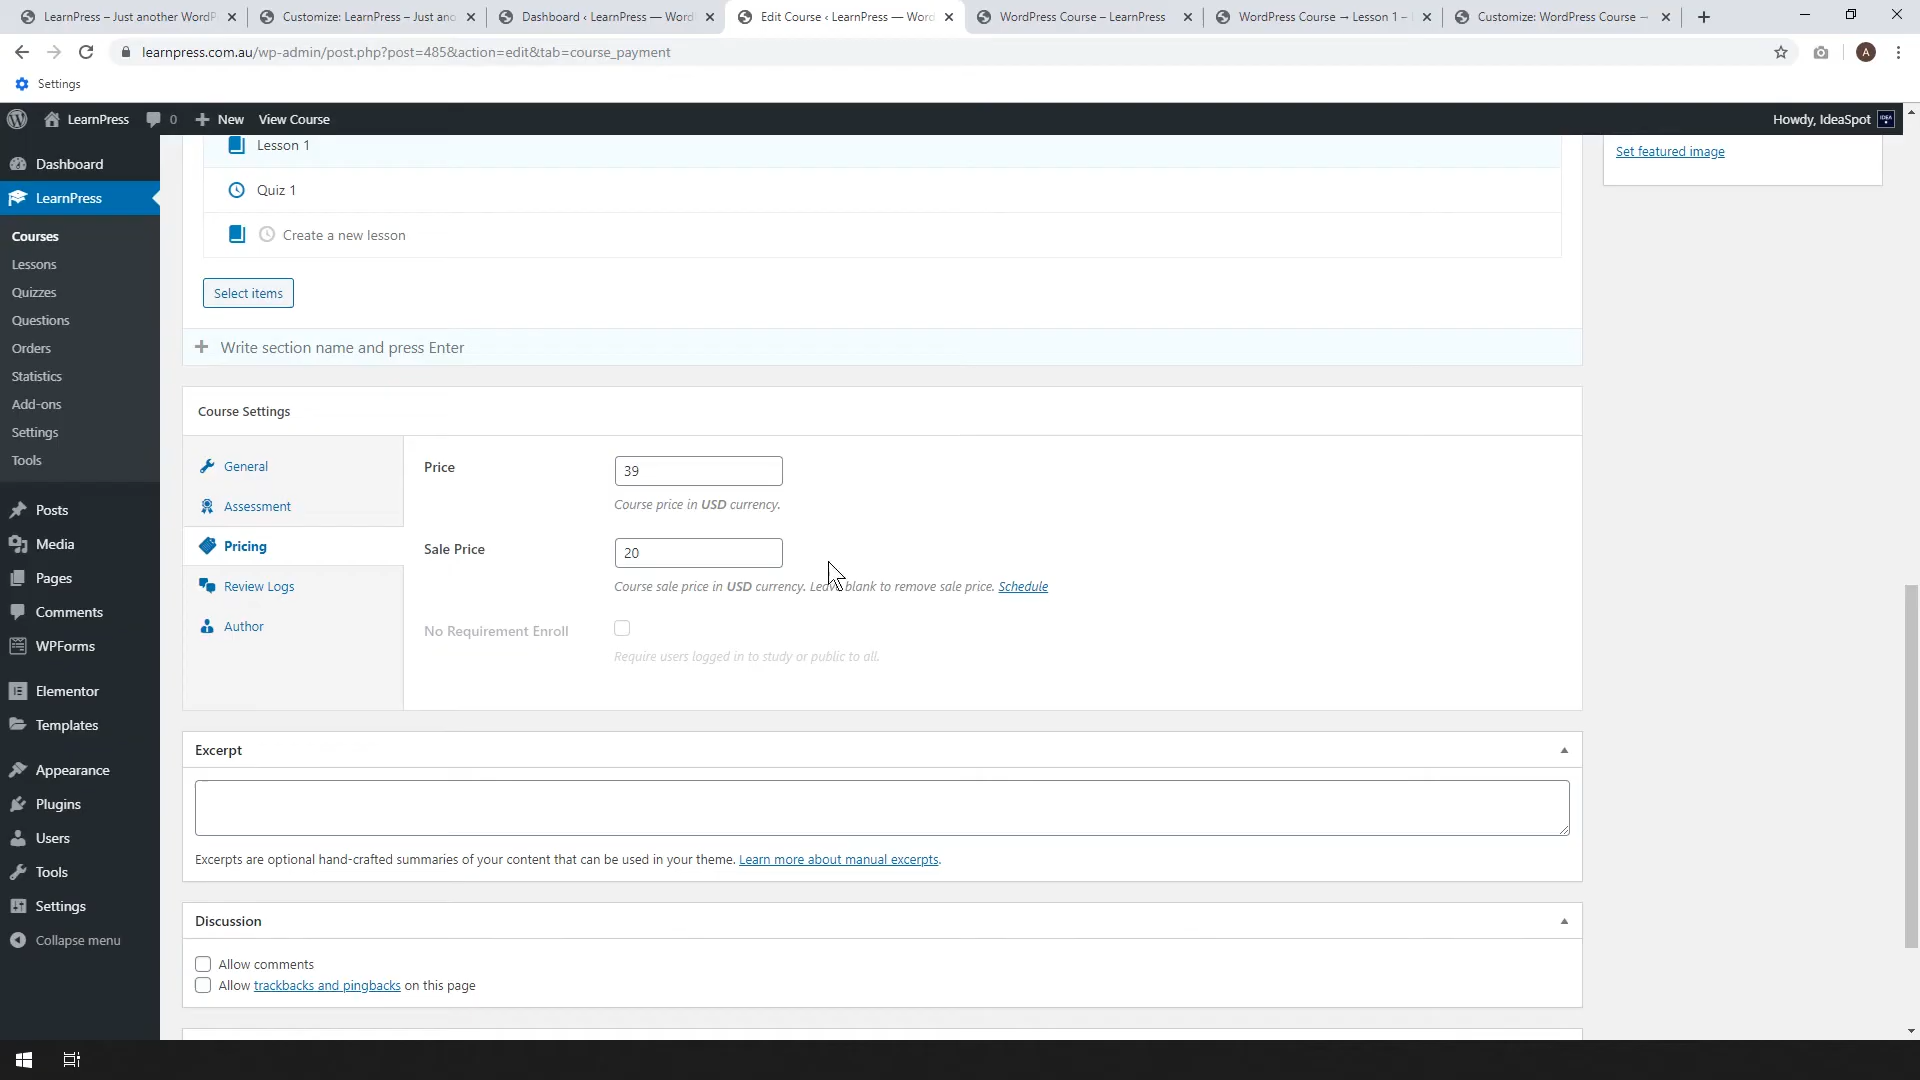 LearnPress – Just another WordP
Customize: LearnPress – Just an
Dashboard ‹ LearnPress — Word
Edit Course ‹ LearnPress — Word
WordPress Course – LearnPress
WordPress Course → Lesson 1 –
Customize: WordPress Course –
learnpress.com.au/wp-admin/post.php?post=485&action=edit&tab=course_payment
A
Settings
LearnPress
0
New
View Course
Howdy, IdeaSpot
IDEA
Dashboard
LearnPress
Courses
Lessons
Quizzes
Questions
Orders
Statistics
Add-ons
Settings
Tools
Posts
Media
Pages
Comments
WPForms
Elementor
Templates
Appearance
Plugins
Users
Tools
Settings
Collapse menu
Lesson 1
Quiz 1
Create a new lesson
Select items
Write section name and press Enter
Set featured image
Course Settings
General
Assessment
Pricing
Review Logs
Author
Price
39
Course price in USD currency.
Sale Price
20
Course sale price in USD currency. Leave blank to remove sale price. Schedule
No Requirement Enroll
Require users logged in to study or public to all.
Excerpt
Excerpts are optional hand-crafted summaries of your content that can be used in your theme. Learn more about manual excerpts.
Discussion
Allow comments
Allow trackbacks and pingbacks on this page